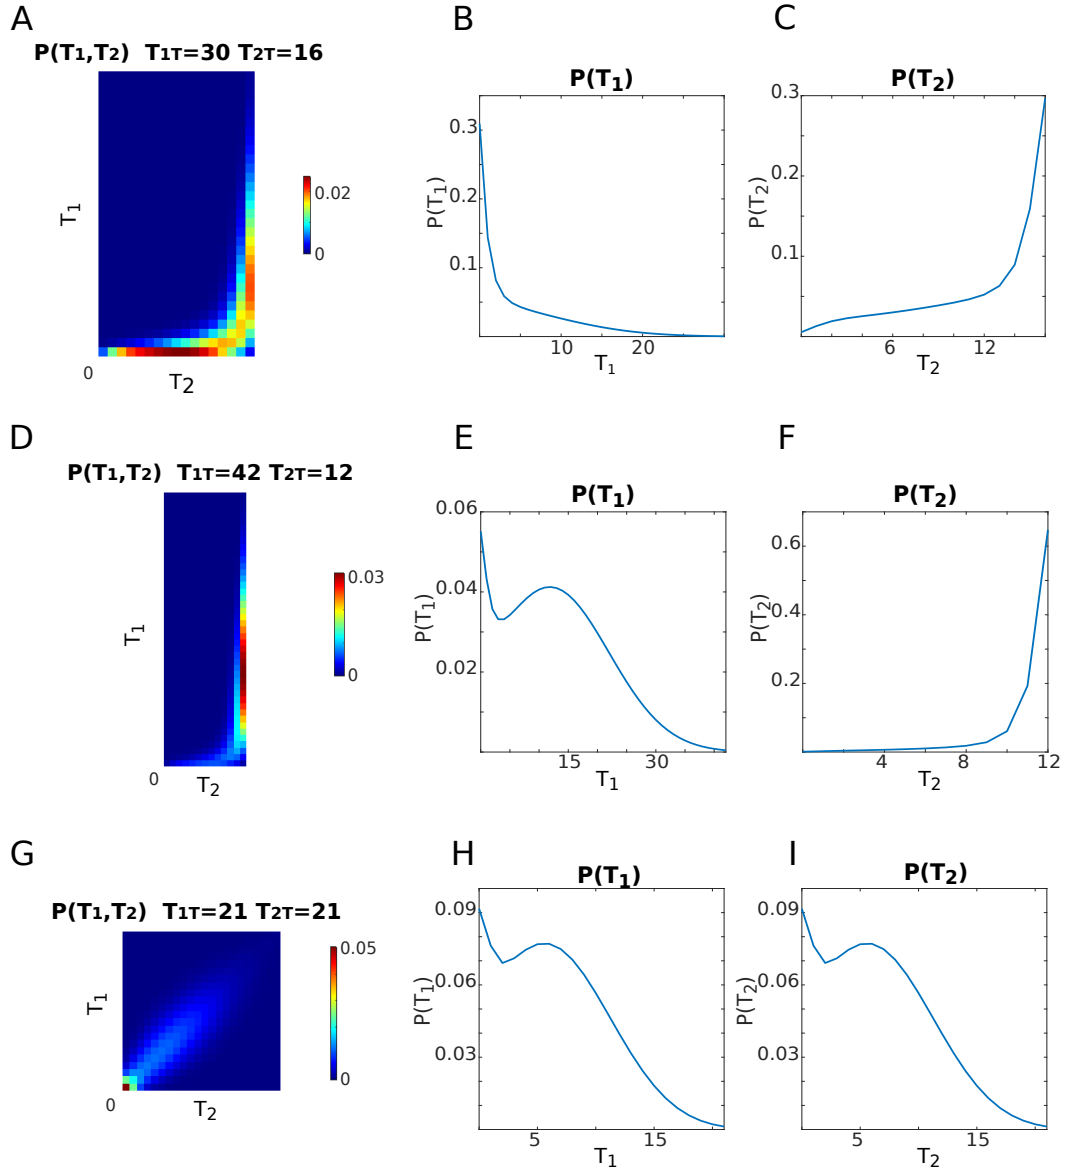 A
P(T1,T2) T1T=30 T2T=16
T1
0.02
0
0
T2
B
P(T1)
P(T1)
0.3
0.2
0.1
10
20
T1
C
P(T2)
P(T2)
0.3
0.2
0.1
6
12
T2
D
P(T1,T2) T1T=42 T2T=12
T1
0.03
0
0
T2
E
P(T1)
P(T1)
0.06
0.04
0.02
15
30
T1
F
P(T2)
P(T2)
0.6
0.4
0.2
4
8
12
T2
G
P(T1,T2) T1T=21 T2T=21
T1
0.05
0
0
T2
H
P(T1)
P(T1)
0.09
0.06
0.03
5
15
T1
I
P(T2)
P(T2)
0.09
0.06
0.03
5
15
T2